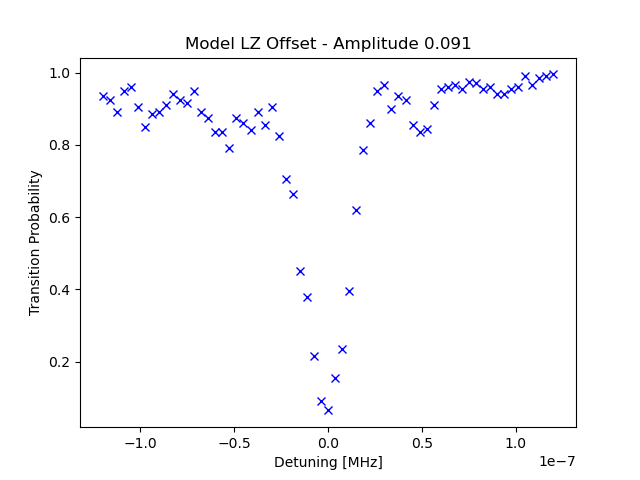 Model LZ Offset - Amplitude 0.091
Transition Probability
1.0
0.8
0.6
0.4
0.2
−1.0 −0.5 0.0 0.5 1.0
1e−7
Detuning [MHz]